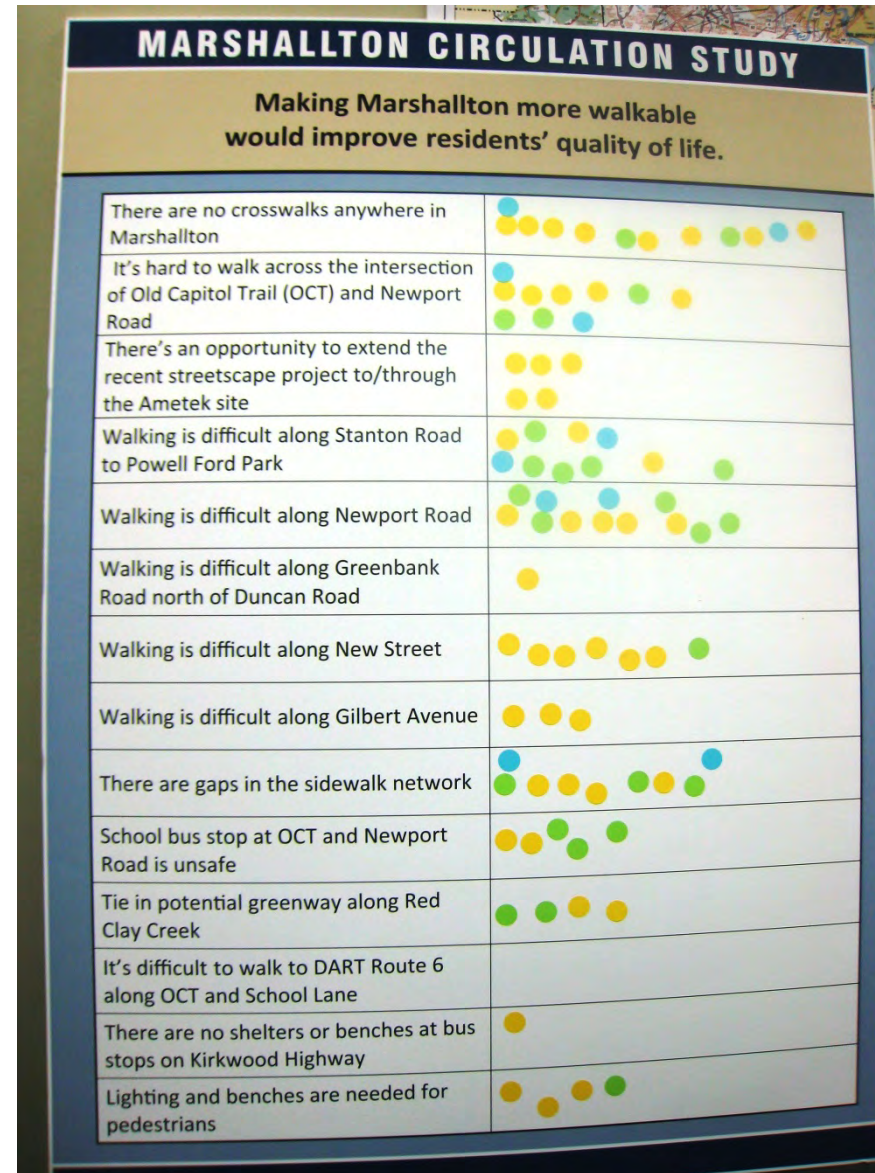 MARSHALLTON CIRCULATION STUDY
Making Marshallton more walkable
would improve residents' quality of life.
There are no crosswalks anywhere in
Marshallton
It's hard to walk across the intersection
of Old Capitol Trail (OCT) and Newport
Road
There's an opportunity to extend the
recent streetscape project to/through
the Ametek site
Walking is difficult along Stanton Road
to Powell Ford Park
Walking is difficult along Newport Road
Walking is difficult along Greenbank
Road north of Duncan Road
Walking is difficult along New Street
Walking is difficult along Gilbert Avenue
There are gaps in the sidewalk network
School bus stop at OCT and Newport
Road is unsafe
Tie in potential greenway along Red
Clay Creek
It's difficult to walk to DART Route 6
along OCT and School Lane
There are no shelters or benches at bus
stops on Kirkwood Highway
Lighting and benches are needed for
pedestrians